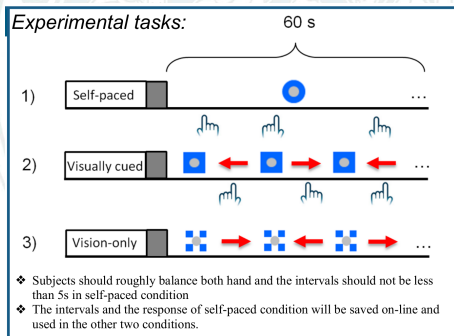 Experimental tasks:
60 s
1) Self-paced ...
2) Visually cued ...
3) Vision-only ...
❖ Subjects should roughly balance both hand and the intervals should not be less
than 5s in self-paced condition
❖ The intervals and the response of self-paced condition will be saved on-line and
used in the other two conditions.